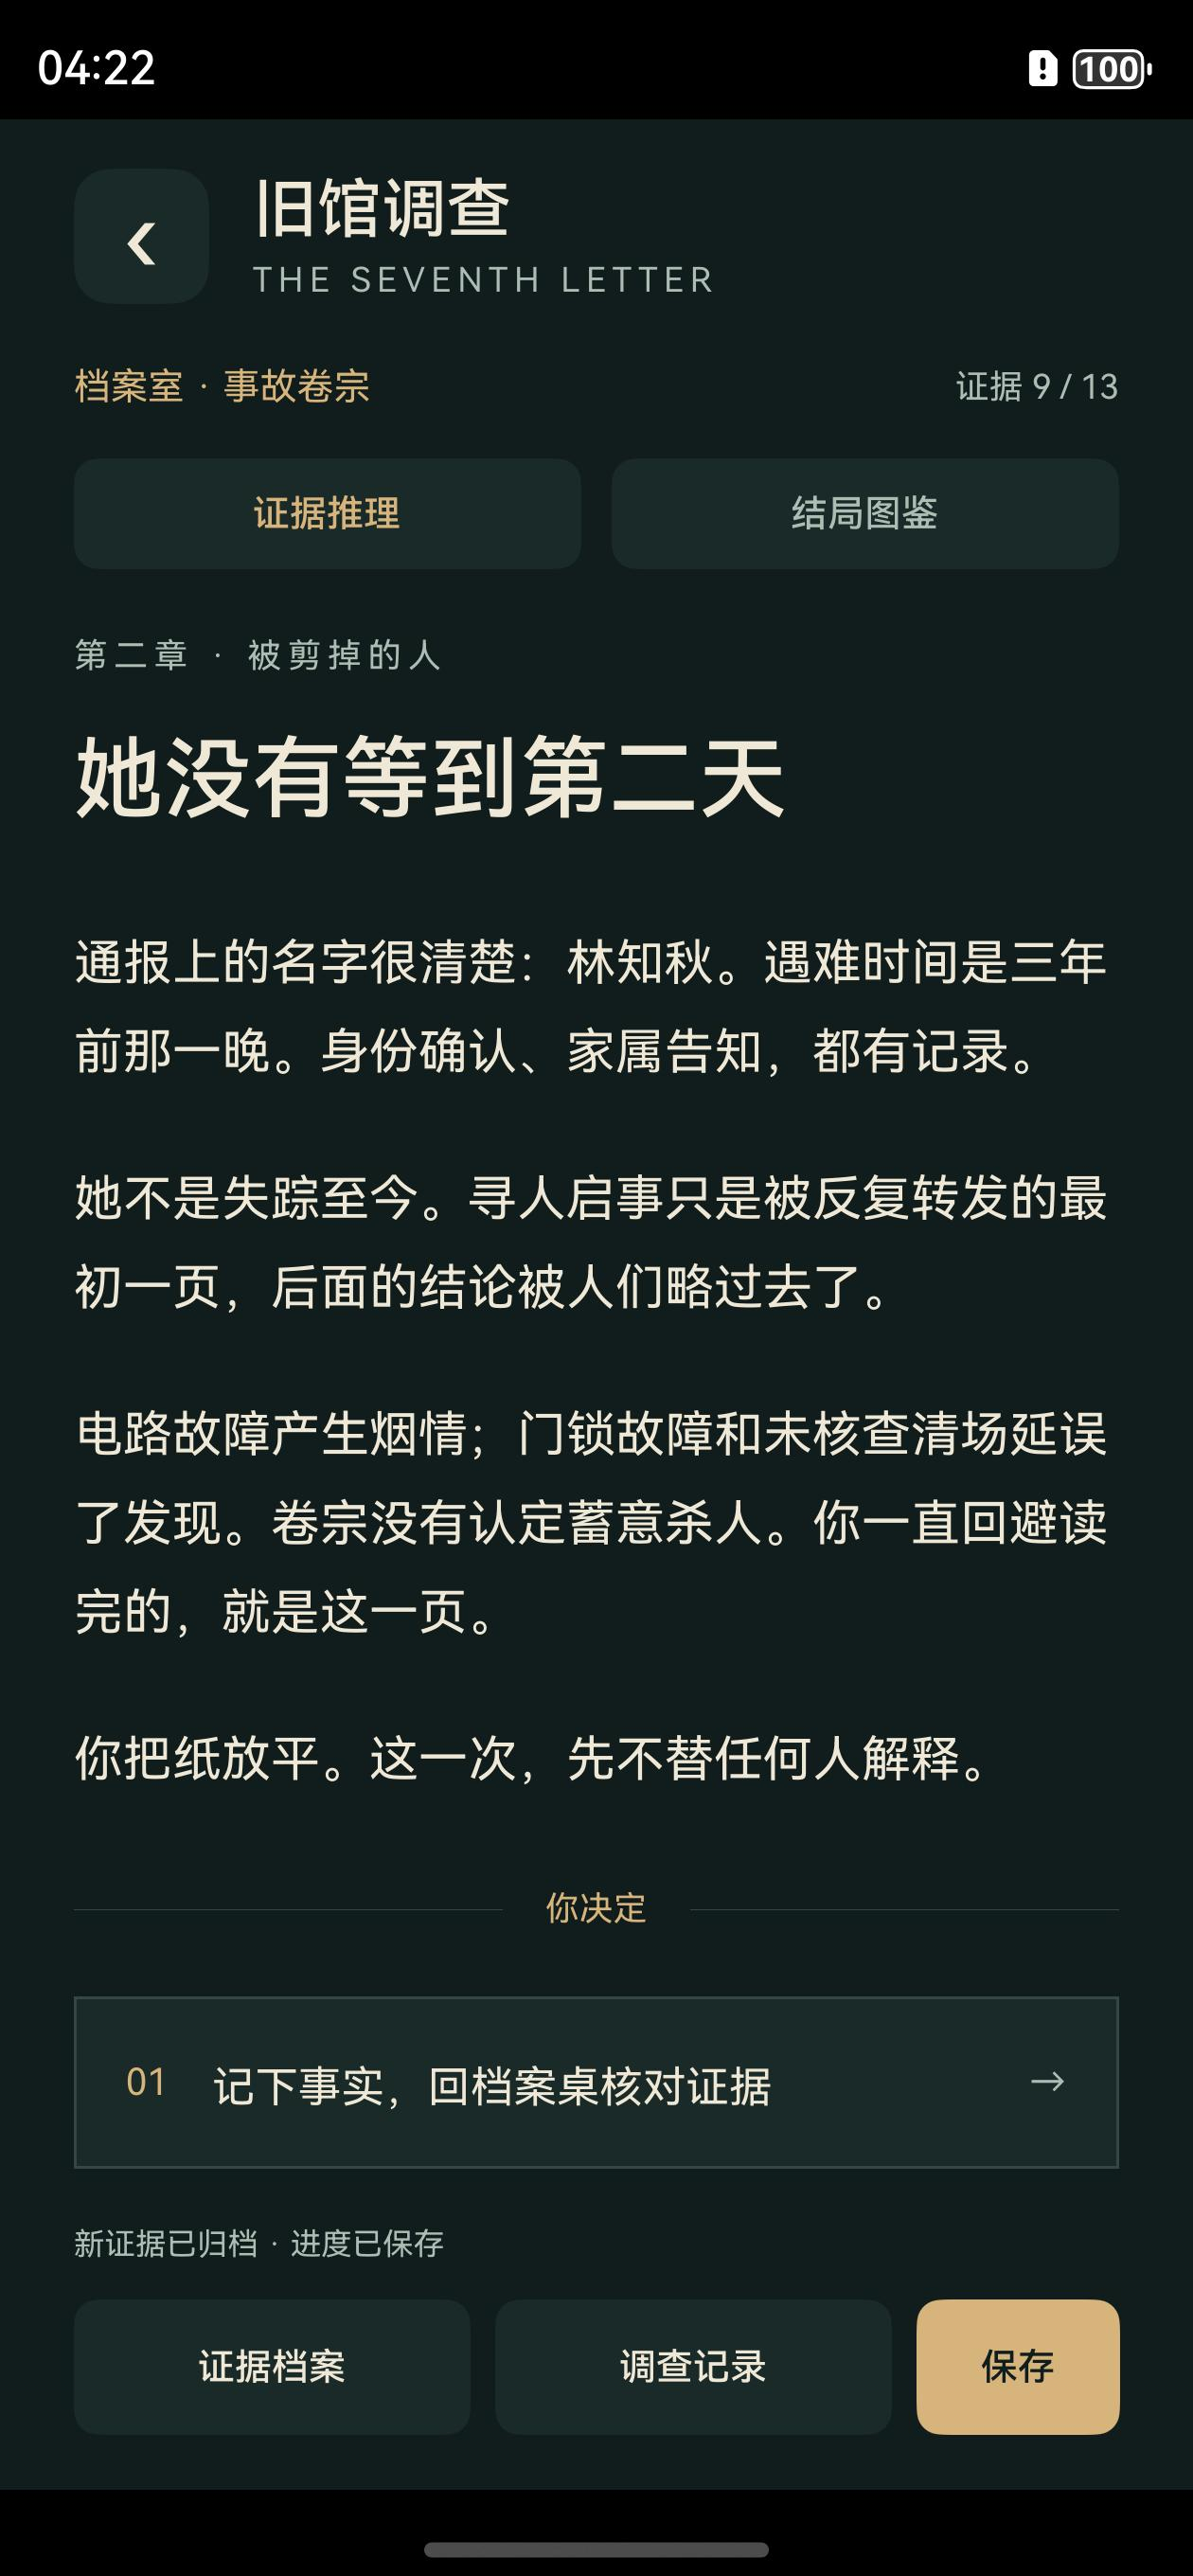 04:22
100
旧馆调查
THE SEVENTH LETTER
档案室 · 事故卷宗
证据 9 / 13
证据推理
结局图鉴
第二章 · 被剪掉的人
她没有等到第二天
通报上的名字很清楚：林知秋。遇难时间是三年
前那一晚。身份确认、家属告知，都有记录。
她不是失踪至今。寻人启事只是被反复转发的最
初一页，后面的结论被人们略过去了。
电路故障产生烟情；门锁故障和未核查清场延误
了发现。卷宗没有认定蓄意杀人。你一直回避读
完的，就是这一页。
你把纸放平。这一次，先不替任何人解释。
你决定
01 记下事实，回档案桌核对证据 →
新证据已归档 · 进度已保存
证据档案
调查记录
保存